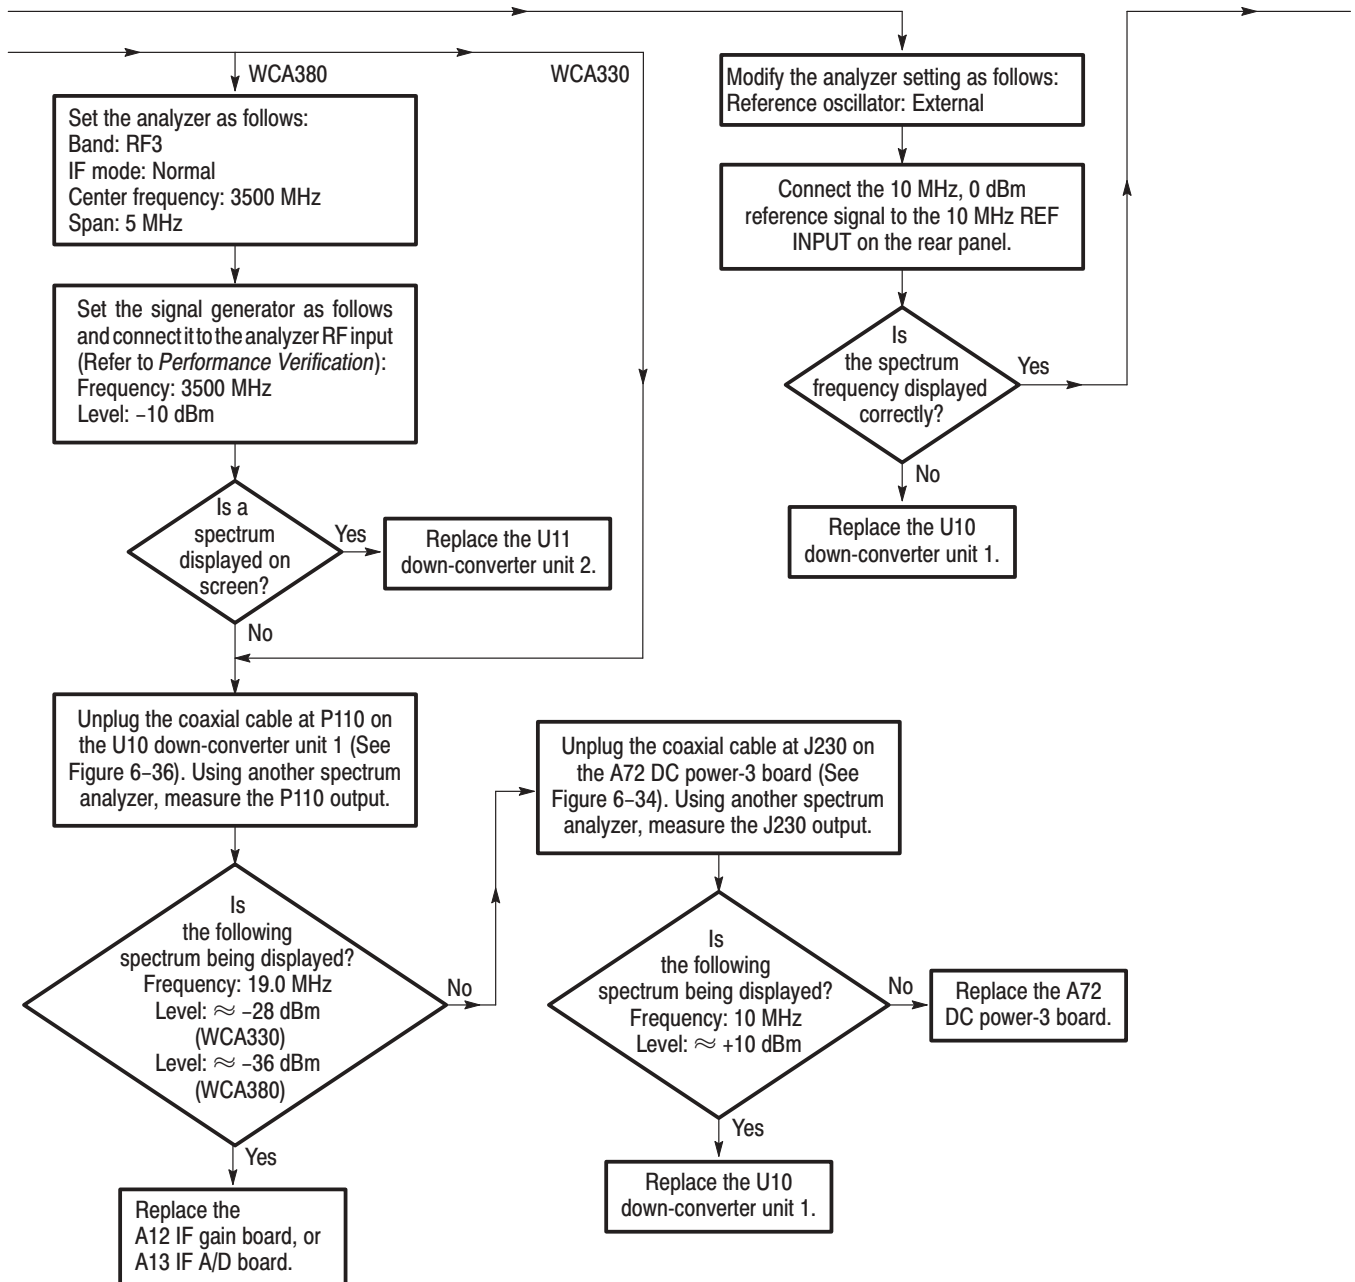 WCA380
WCA330
Set the analyzer as follows:
Band: RF3
IF mode: Normal
Center frequency: 3500 MHz
Span: 5 MHz
Set the signal generator as follows
and connect it to the analyzer RF input
(Refer to Performance Verification):
Frequency: 3500 MHz
Level: –10 dBm
Is a
spectrum
displayed on
screen?
Yes
Replace the U11
down-converter unit 2.
No
Modify the analyzer setting as follows:
Reference oscillator: External
Connect the 10 MHz, 0 dBm
reference signal to the 10 MHz REF
INPUT on the rear panel.
Is
the spectrum
frequency displayed
correctly?
Yes
No
Replace the U10
down-converter unit 1.
Unplug the coaxial cable at P110 on
the U10 down-converter unit 1 (See
Figure 6–36). Using another spectrum
analyzer, measure the P110 output.
Is
the following
spectrum being displayed?
Frequency: 19.0 MHz
Level: ≈ –28 dBm
(WCA330)
Level: ≈ –36 dBm
(WCA380)
No
Yes
Replace the
A12 IF gain board, or
A13 IF A/D board.
Unplug the coaxial cable at J230 on
the A72 DC power-3 board (See
Figure 6–34). Using another spectrum
analyzer, measure the J230 output.
Is
the following
spectrum being displayed?
Frequency: 10 MHz
Level: ≈ +10 dBm
No
Replace the A72
DC power-3 board.
Yes
Replace the U10
down-converter unit 1.